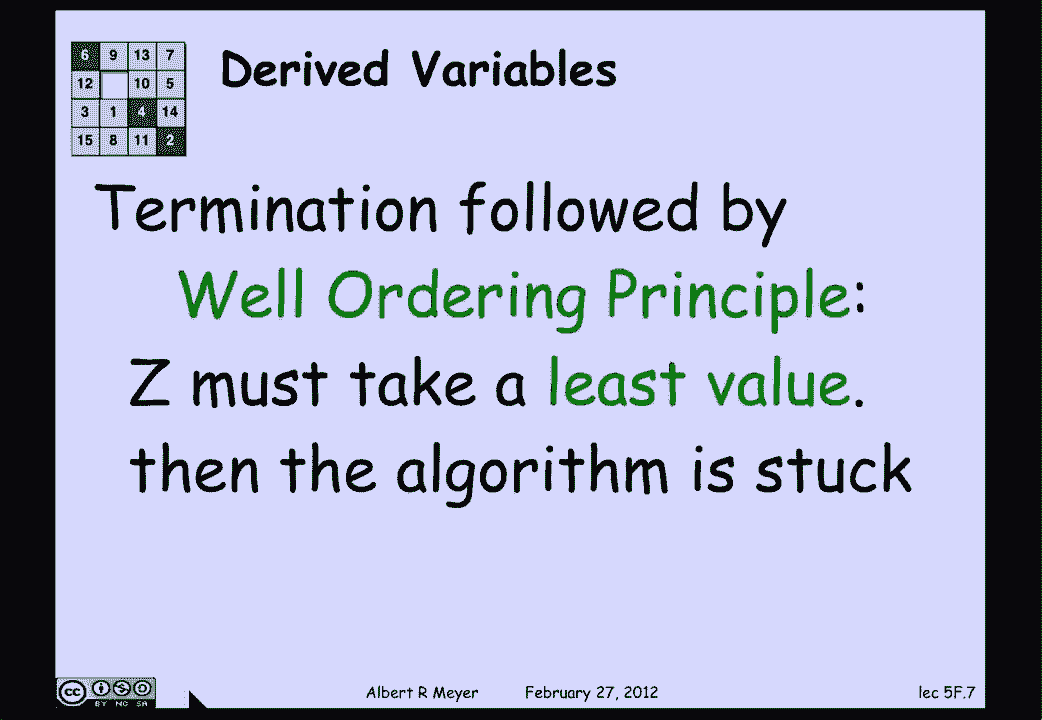 6 9 13 7
12 10 5
3 1 4 14
15 8 11 2
Derived Variables
Termination followed by
Well Ordering Principle:
Z must take a least value.
then the algorithm is stuck
cc BY NC SA
Albert R Meyer February 27, 2012 lec 5F.7